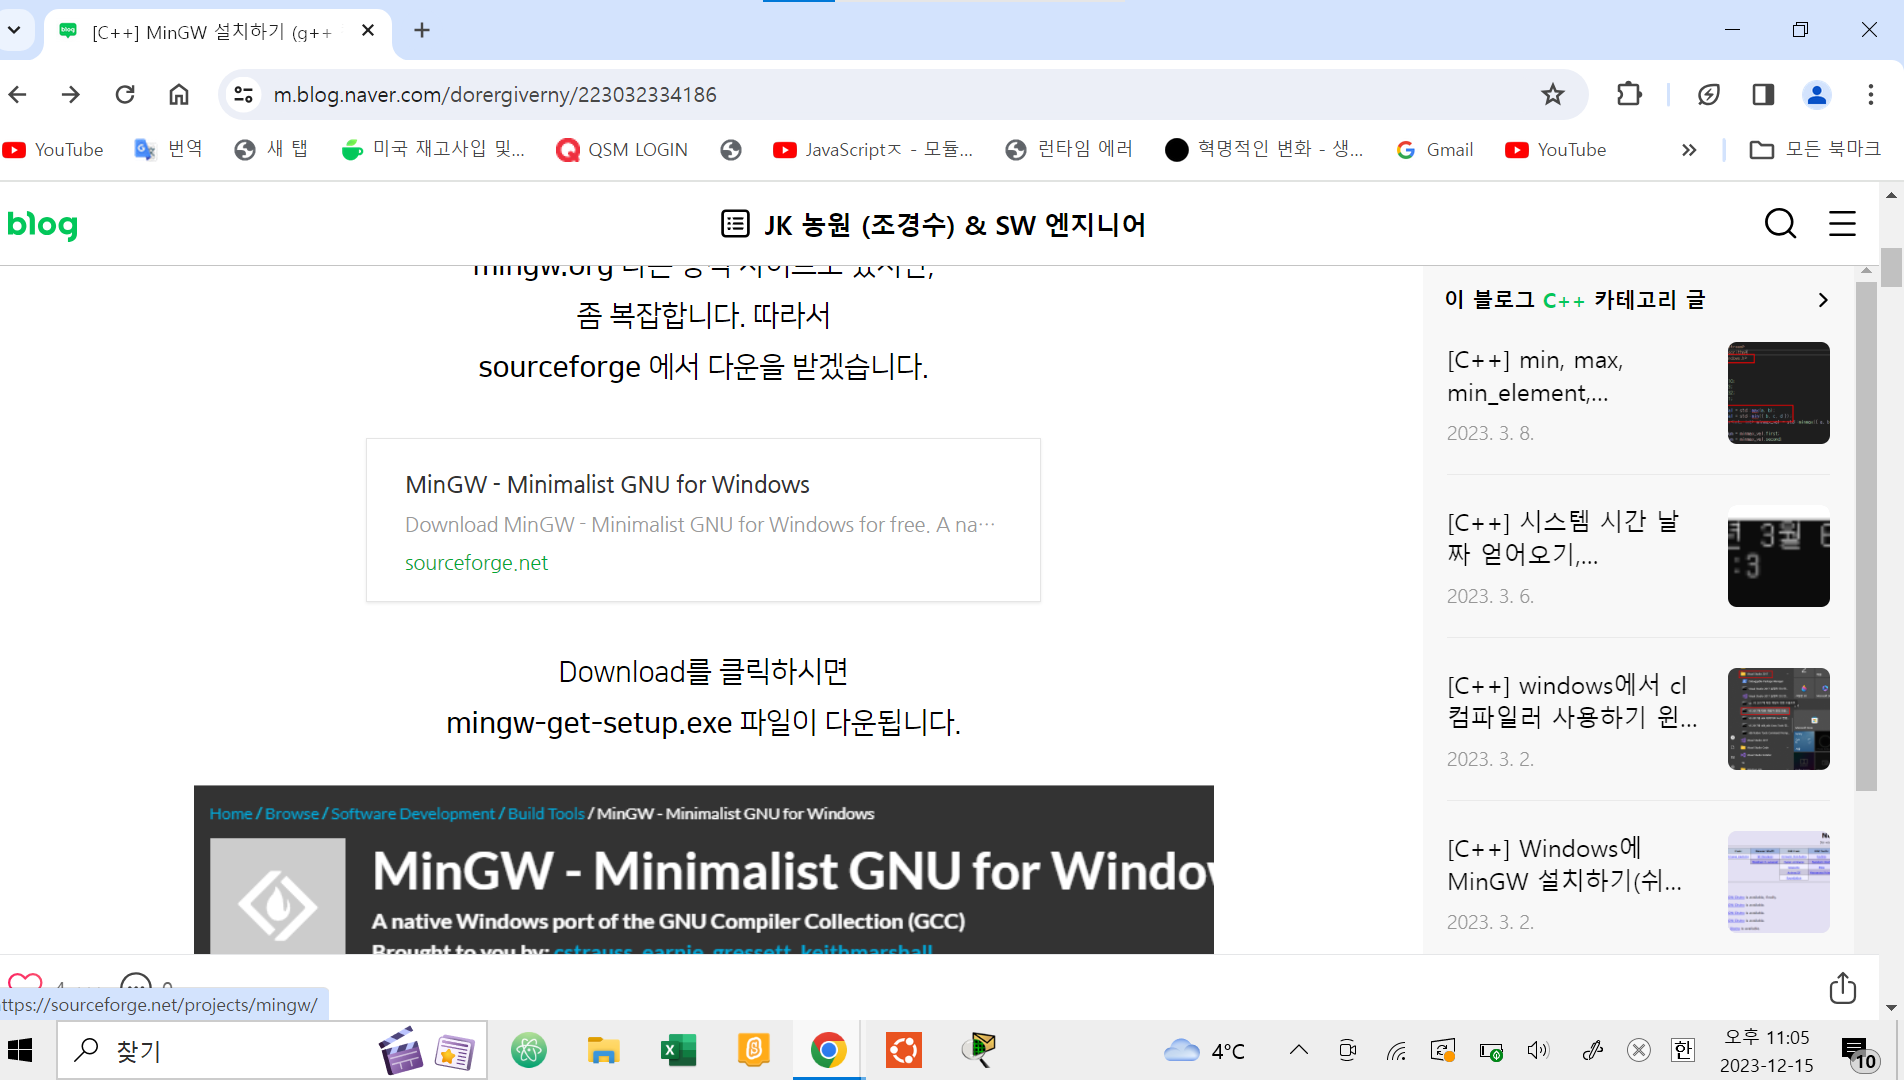 [C++] MinGW 설치하기 (g++
m.blog.naver.com/dorergiverny/223032334186
YouTube
번역
새 탭
미국 재고사입 및...
QSM LOGIN
JavaScriptㅈ - 모듈...
런타임 에러
혁명적인 변화 - 생...
Gmail
YouTube
모든 북마크
blog
JK 농원 (조경수) & SW 엔지니어
mingw.org
좀 복잡합니다. 따라서
sourceforge 에서 다운을 받겠습니다.
MinGW - Minimalist GNU for Windows
Download MinGW - Minimalist GNU for Windows for free. A na…
sourceforge.net
Download를 클릭하시면
mingw-get-setup.exe 파일이 다운됩니다.
Home / Browse / Software Development / Build Tools / MinGW - Minimalist GNU for Windows
MinGW - Minimalist GNU for Window
A native Windows port of the GNU Compiler Collection (GCC)
Brought to you by: cstrauss, earnie, gressett, keithmarshall
이 블로그 C++ 카테고리 글
[C++] min, max,
min_element,...
2023. 3. 8.
[C++] 시스템 시간 날
짜 얻어오기,...
2023. 3. 6.
[C++] windows에서 cl
컴파일러 사용하기 윈...
2023. 3. 2.
[C++] Windows에
MinGW 설치하기(쉬...
2023. 3. 2.
ttps://sourceforge.net/projects/mingw/
찾기
4°C
한
오후 11:05
2023-12-15
10